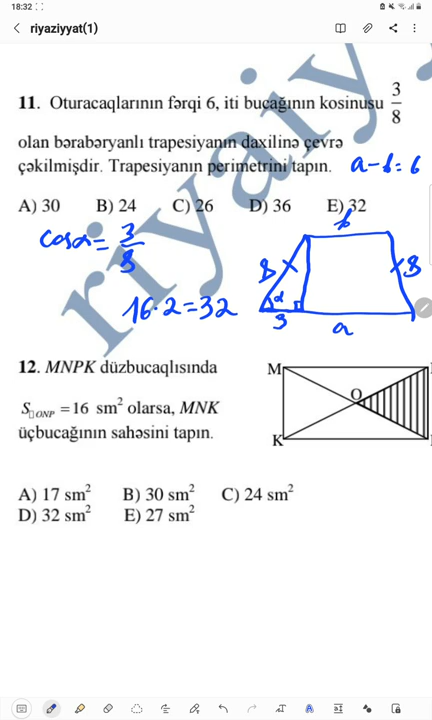 18:32
riyaziyyat(1)
11. Oturacaqlarının fərqi 6, iti bucağının kosinusu 3/8
olan bərabəryanlı trapesiyanın daxilinə çevrə
çəkilmişdir. Trapesiyanın perimetrini tapın. a-b=6
A) 30 B) 24 C) 26 D) 36 E) 32
b
cosα=3/8
8 8
16·2=32
α
3
a
12. MNPK düzbucaqlısında
M
O
S▯ONP =16 sm² olarsa, MNK
üçbucağının sahəsini tapın.
K
A) 17 sm² B) 30 sm² C) 24 sm²
D) 32 sm² E) 27 sm²
riyaiy